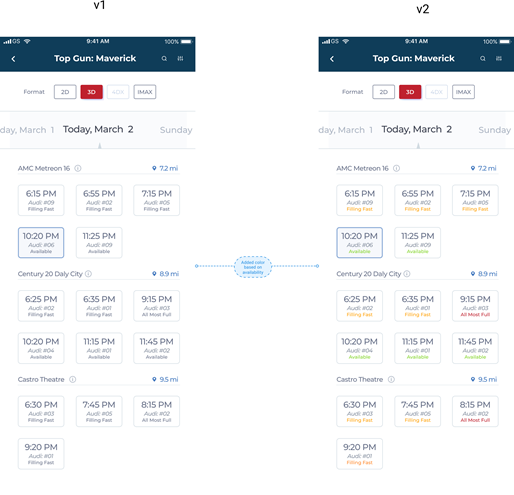 v1
GS 9:41 AM 100%
Top Gun: Maverick
Format 2D 3D 4DX IMAX
day, March 1 Today, March 2 Sunday
AMC Metreon 16 7.2 mi
6:15 PM 6:55 PM 7:15 PM
Audi: #09 Audi: #02 Audi: #05
Filling Fast Filling Fast Filling Fast
10:20 PM 11:25 PM
Audi: #06 Audi: #09
Available Available
Century 20 Daly City 8.9 mi
6:25 PM 6:35 PM 9:15 PM
Audi: #02 Audi: #01 Audi: #03
Filling Fast Filling Fast All Most Full
10:20 PM 11:15 PM 11:45 PM
Audi: #04 Audi: #01 Audi: #02
Available Available Available
Castro Theatre 9.5 mi
6:30 PM 7:45 PM 8:15 PM
Audi: #03 Audi: #05 Audi: #02
Filling Fast Filling Fast All Most Full
9:20 PM
Audi: #01
Filling Fast
Added color
based on
availability
v2
GS 9:41 AM 100%
Top Gun: Maverick
Format 2D 3D 4DX IMAX
day, March 1 Today, March 2 Sunday
AMC Metreon 16 7.2 mi
6:15 PM 6:55 PM 7:15 PM
Audi: #09 Audi: #02 Audi: #05
Filling Fast Filling Fast Filling Fast
10:20 PM 11:25 PM
Audi: #06 Audi: #09
Available Available
Century 20 Daly City 8.9 mi
6:25 PM 6:35 PM 9:15 PM
Audi: #02 Audi: #01 Audi: #03
Filling Fast Filling Fast All Most Full
10:20 PM 11:15 PM 11:45 PM
Audi: #04 Audi: #01 Audi: #02
Available Available Available
Castro Theatre 9.5 mi
6:30 PM 7:45 PM 8:15 PM
Audi: #03 Audi: #05 Audi: #02
Filling Fast Filling Fast All Most Full
9:20 PM
Audi: #01
Filling Fast